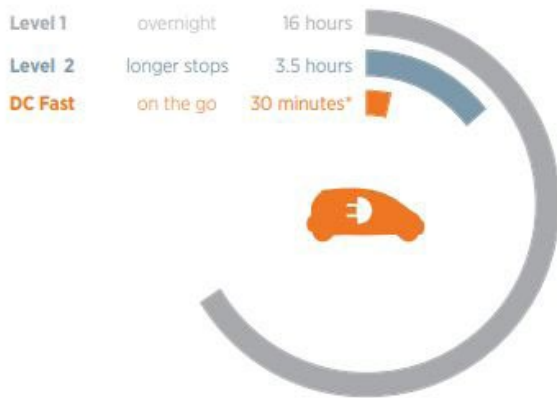 Level 1 overnight 16 hours
Level 2 longer stops 3.5 hours
DC Fast on the go 30 minutes*